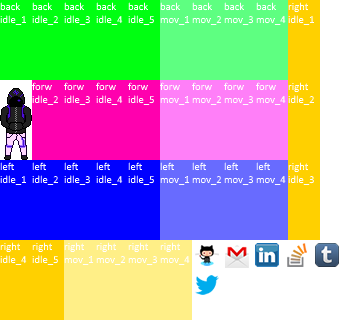 back back back back back back back back back right
idle_1 idle_2 idle_3 idle_4 idle_5 mov_1 mov_2 mov_3 mov_4 idle_1
forw forw forw forw forw forw forw forw right
idle_2 idle_3 idle_4 idle_5 mov_1 mov_2 mov_3 mov_4 idle_2
left left left left left left left left left right
idle_1 idle_2 idle_3 idle_4 idle_5 mov_1 mov_2 mov_3 mov_4 idle_3
right right right right right right
idle_4 idle_5 mov_1 mov_2 mov_3 mov_4
in
t